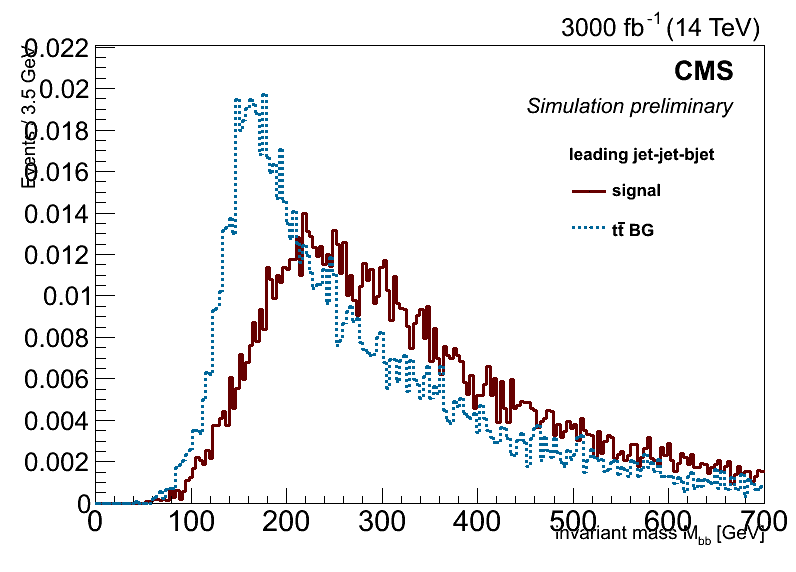 3000 fb-1 (14 TeV)
CMS
Simulation preliminary
leading jet-jet-bjet
signal
tt̄ BG
Events / 3.5 GeV
0.022
0.02
0.018
0.016
0.014
0.012
0.01
0.008
0.006
0.004
0.002
0
0 100 200 300 400 500 600 700
invariant mass Mbb [GeV]